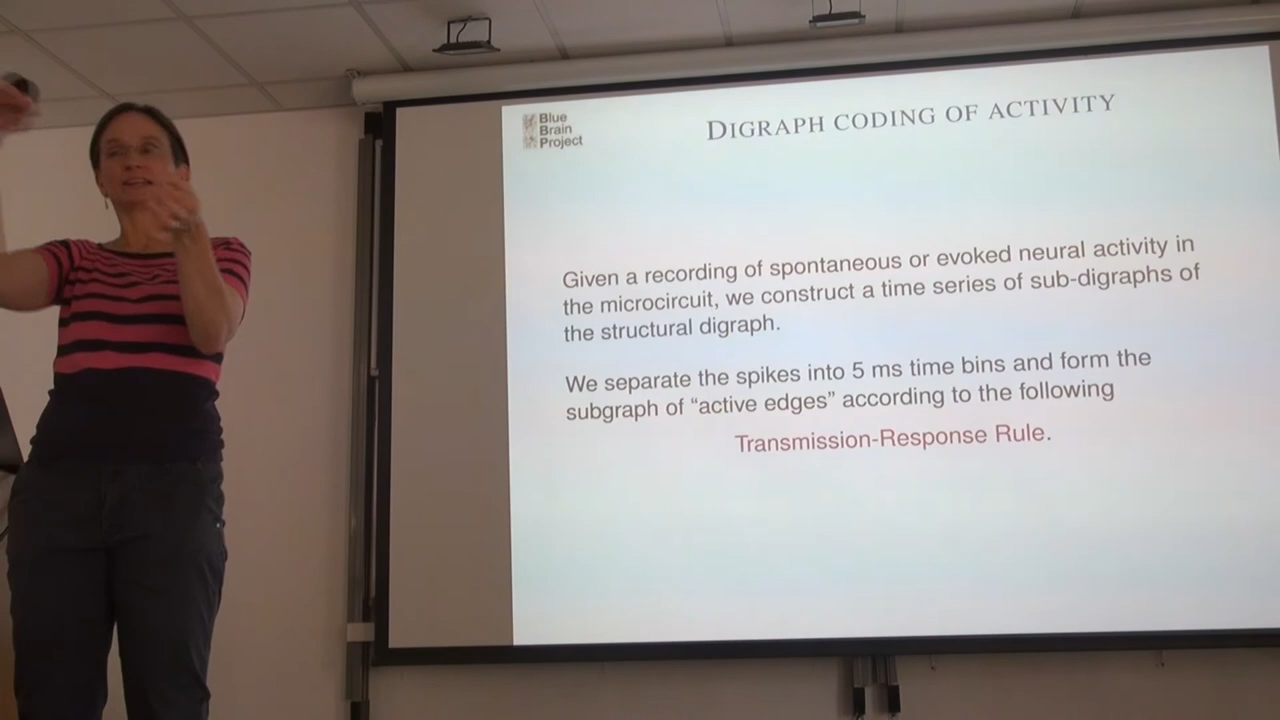 Blue
Brain
Project
DIGRAPH CODING OF ACTIVITY
Given a recording of spontaneous or evoked neural activity in
the microcircuit, we construct a time series of sub-digraphs of
the structural digraph.
We separate the spikes into 5 ms time bins and form the
subgraph of “active edges” according to the following
Transmission-Response Rule.